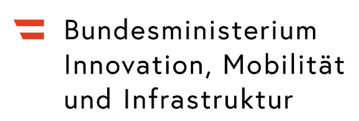 Bundesministerium
Innovation, Mobilität
und Infrastruktur